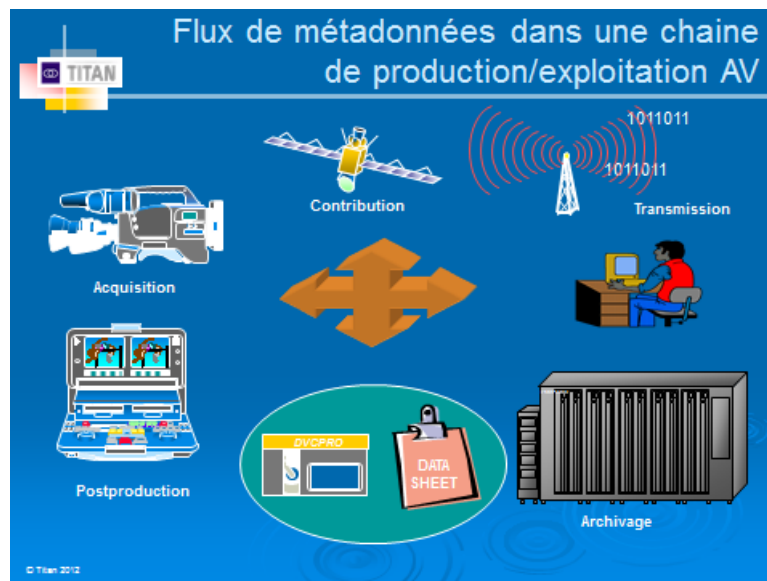 Flux de métadonnées dans une chaine
de production/exploitation AV
TITAN
1011011
1011011
Contribution
Transmission
Acquisition
DVCPRO
DATA
SHEET
Postproduction
Archivage
© Titan 2012